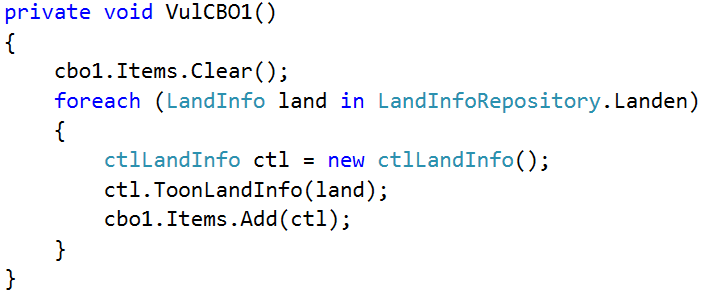 private void VulCBO1()
{
    cbo1.Items.Clear();
    foreach (LandInfo land in LandInfoRepository.Landen)
    {
        ctlLandInfo ctl = new ctlLandInfo();
        ctl.ToonLandInfo(land);
        cbo1.Items.Add(ctl);
    }
}